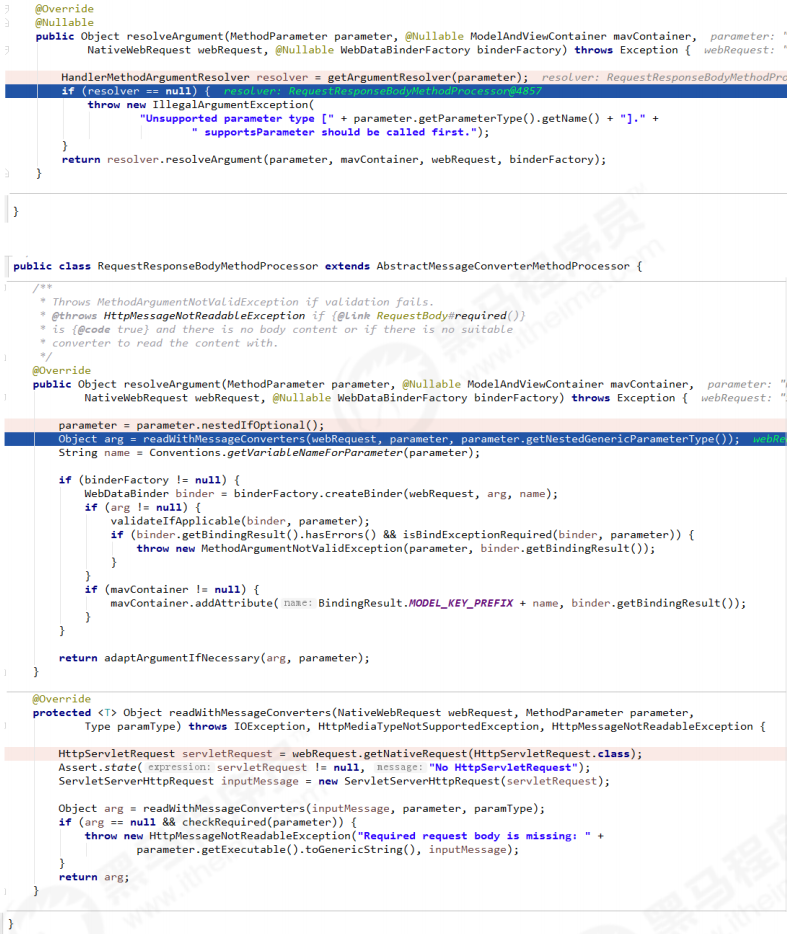 @Override
@Nullable
public Object resolveArgument(MethodParameter parameter, @Nullable ModelAndViewContainer mavContainer, parameter: "
NativeWebRequest webRequest, @Nullable WebDataBinderFactory binderFactory) throws Exception { webRequest: "
HandlerMethodArgumentResolver resolver = getArgumentResolver(parameter); resolver: RequestResponseBodyMethodPro
if (resolver == null) { resolver: RequestResponseBodyMethodProcessor@4857
throw new IllegalArgumentException(
"Unsupported parameter type [" + parameter.getParameterType().getName() + "]." +
" supportsParameter should be called first.");
}
return resolver.resolveArgument(parameter, mavContainer, webRequest, binderFactory);
}
}
黑马程序员
www.itheima.com
public class RequestResponseBodyMethodProcessor extends AbstractMessageConverterMethodProcessor {
/**
* Throws MethodArgumentNotValidException if validation fails.
* @throws HttpMessageNotReadableException if {@link RequestBody#required()}
* is {@code true} and there is no body content or if there is no suitable
* converter to read the content with.
*/
@Override
public Object resolveArgument(MethodParameter parameter, @Nullable ModelAndViewContainer mavContainer, parameter: "
NativeWebRequest webRequest, @Nullable WebDataBinderFactory binderFactory) throws Exception { webRequest: "
parameter = parameter.nestedIfOptional();
Object arg = readWithMessageConverters(webRequest, parameter, parameter.getNestedGenericParameterType()); webRe
String name = Conventions.getVariableNameForParameter(parameter);
if (binderFactory != null) {
WebDataBinder binder = binderFactory.createBinder(webRequest, arg, name);
if (arg != null) {
validateIfApplicable(binder, parameter);
if (binder.getBindingResult().hasErrors() && isBindExceptionRequired(binder, parameter)) {
throw new MethodArgumentNotValidException(parameter, binder.getBindingResult());
}
}
if (mavContainer != null) {
mavContainer.addAttribute( name: BindingResult.MODEL_KEY_PREFIX + name, binder.getBindingResult());
}
}
return adaptArgumentIfNecessary(arg, parameter);
}
@Override
protected <T> Object readWithMessageConverters(NativeWebRequest webRequest, MethodParameter parameter,
Type paramType) throws IOException, HttpMediaTypeNotSupportedException, HttpMessageNotReadableException {
HttpServletRequest servletRequest = webRequest.getNativeRequest(HttpServletRequest.class);
Assert.state( expression: servletRequest != null, message: "No HttpServletRequest");
ServletServerHttpRequest inputMessage = new ServletServerHttpRequest(servletRequest);
Object arg = readWithMessageConverters(inputMessage, parameter, paramType);
if (arg == null && checkRequired(parameter)) {
throw new HttpMessageNotReadableException("Required request body is missing: " +
parameter.getExecutable().toGenericString(), inputMessage);
}
return arg;
}
}